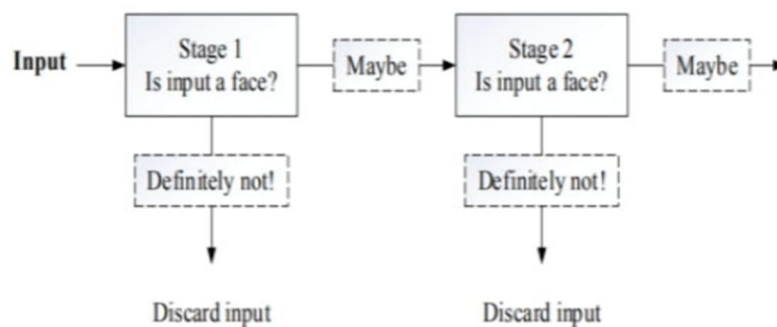 Input
Stage 1
Is input a face?
Maybe
Stage 2
Is input a face?
Maybe
Definitely not!
Definitely not!
Discard input
Discard input